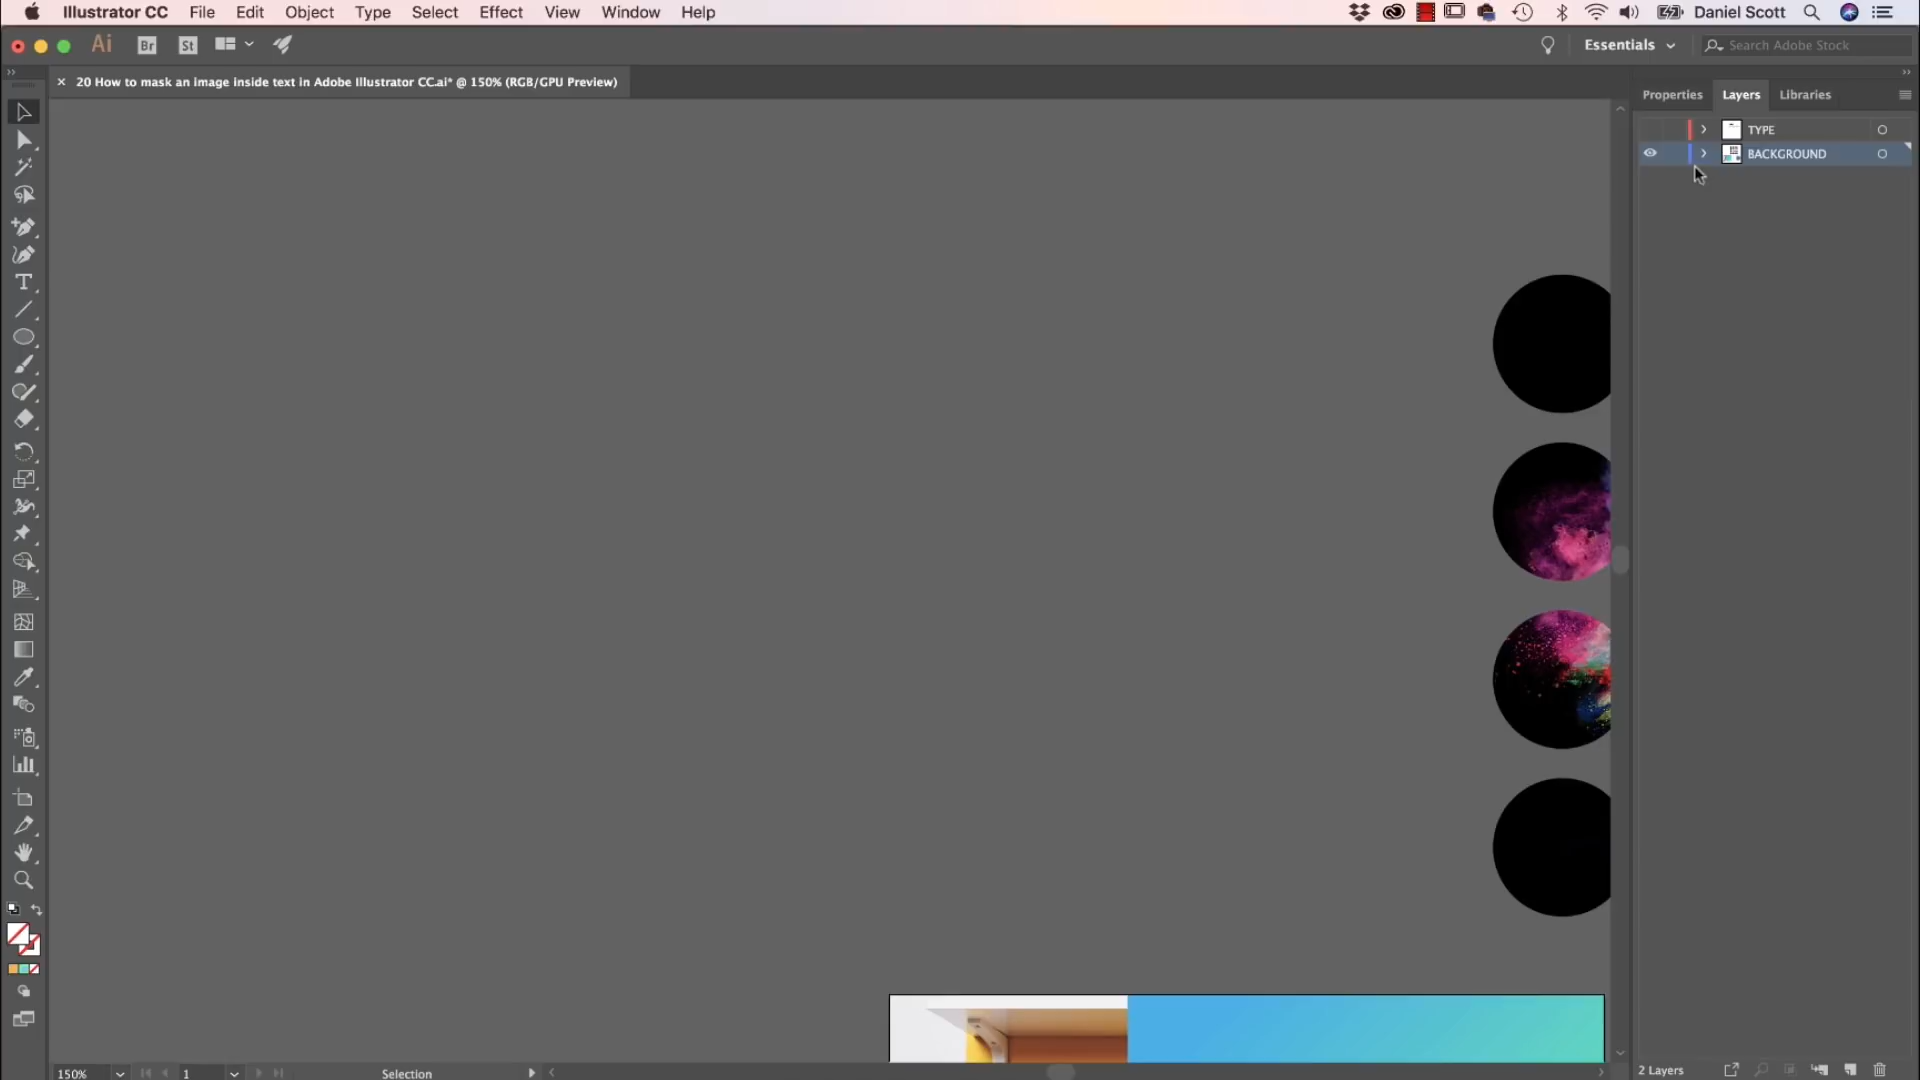 Illustrator CC File Edit Object Type Select Effect View Window Help Daniel Scott
Ai Br St Essentials Search Adobe Stock
× 20 How to mask an image inside text in Adobe Illustrator CC.ai* @ 150% (RGB/GPU Preview)
Properties Layers Libraries
TYPE
BACKGROUND
T
150% 1 Selection 2 Layers